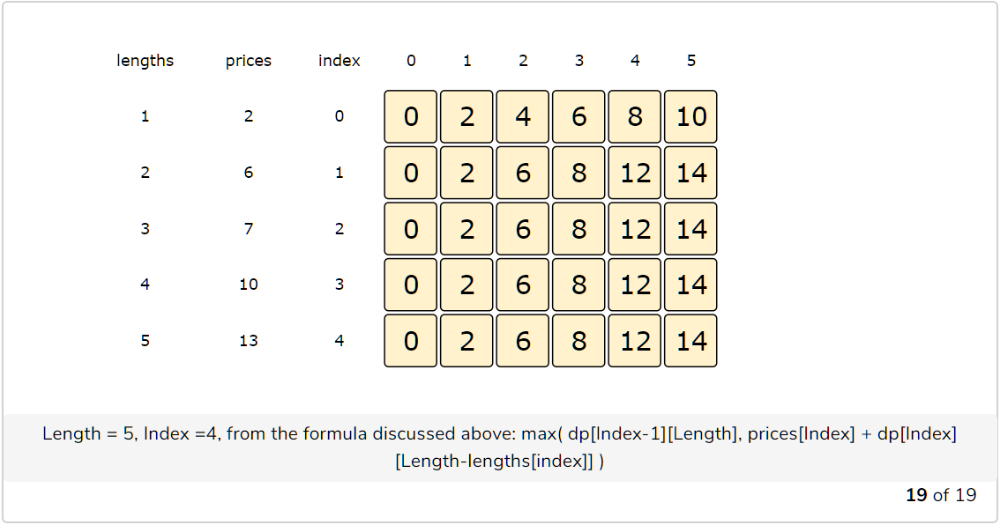 lengths prices index 0 1 2 3 4 5
1 2 0 0 2 4 6 8 10
2 6 1 0 2 6 8 12 14
3 7 2 0 2 6 8 12 14
4 10 3 0 2 6 8 12 14
5 13 4 0 2 6 8 12 14
Length = 5, Index =4, from the formula discussed above: max( dp[Index-1][Length], prices[Index] + dp[Index]
[Length-lengths[index]] )
19 of 19